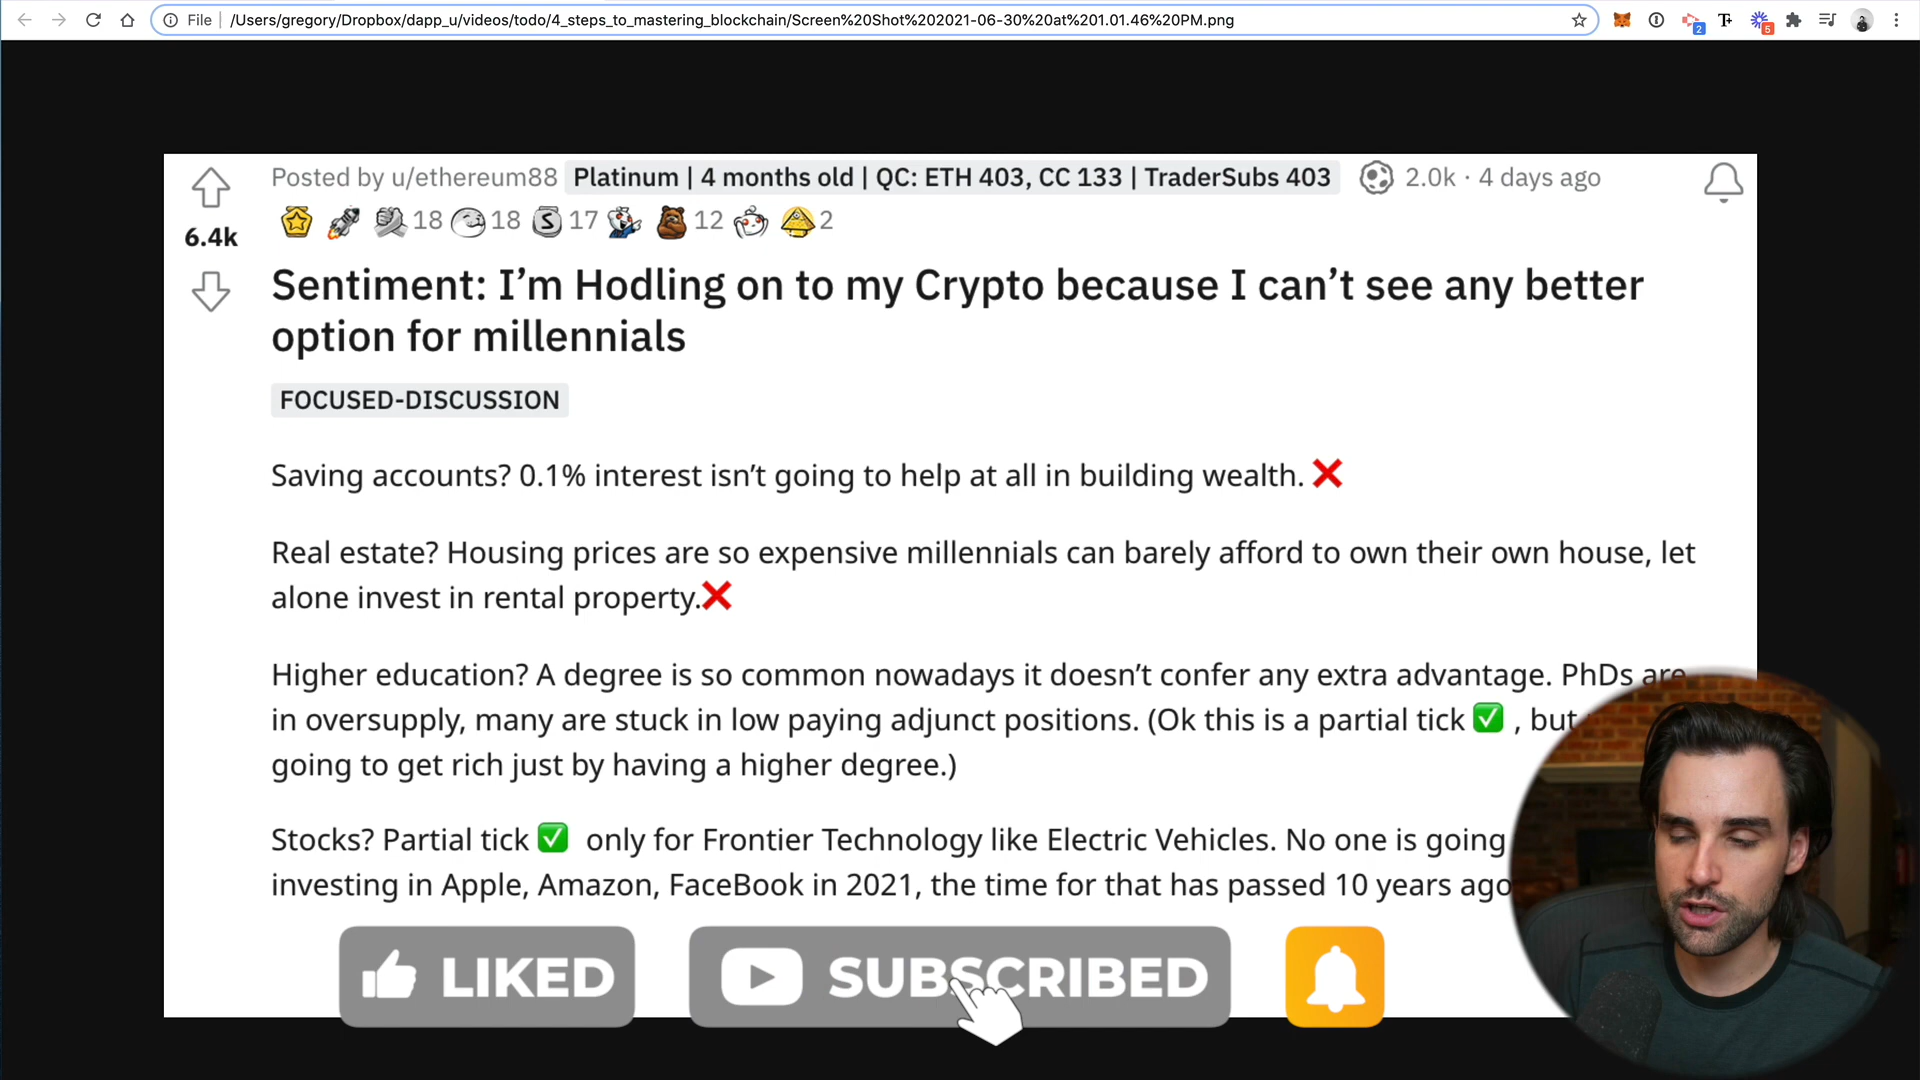 File
/Users/gregory/Dropbox/dapp_u/videos/todo/4_steps_to_mastering_blockchain/Screen%20Shot%202021-06-30%20at%201.01.46%20PM.png
2
5
Posted by u/ethereum88 Platinum | 4 months old | QC: ETH 403, CC 133 | TraderSubs 403 2.0k · 4 days ago
18 18 S 17 12 2
6.4k
Sentiment: I’m Hodling on to my Crypto because I can’t see any better
option for millennials
FOCUSED-DISCUSSION
Saving accounts? 0.1% interest isn’t going to help at all in building wealth. ❌
Real estate? Housing prices are so expensive millennials can barely afford to own their own house, let
alone invest in rental property.❌
Higher education? A degree is so common nowadays it doesn’t confer any extra advantage. PhDs are
in oversupply, many are stuck in low paying adjunct positions. (Ok this is a partial tick ✅ , but
going to get rich just by having a higher degree.)
Stocks? Partial tick ✅ only for Frontier Technology like Electric Vehicles. No one is going
investing in Apple, Amazon, FaceBook in 2021, the time for that has passed 10 years ago
LIKED
SUBSCRIBED